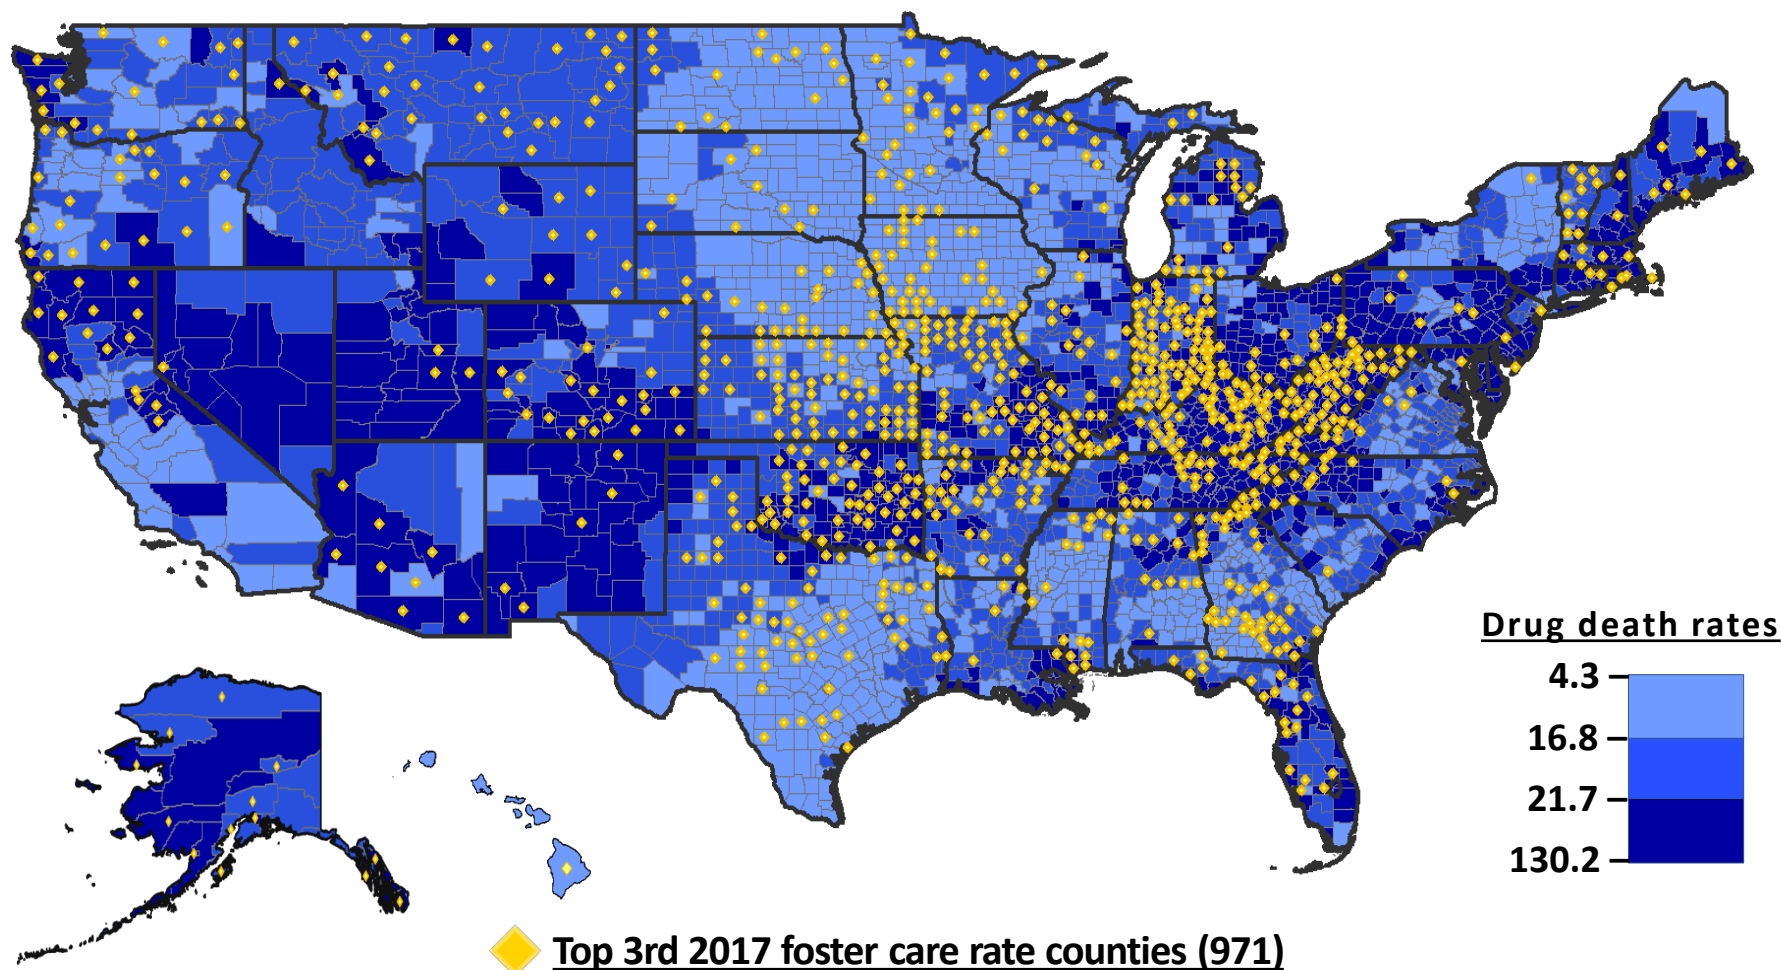 Drug death rates
4.3
16.8
21.7
130.2
Top 3rd 2017 foster care rate counties (971)